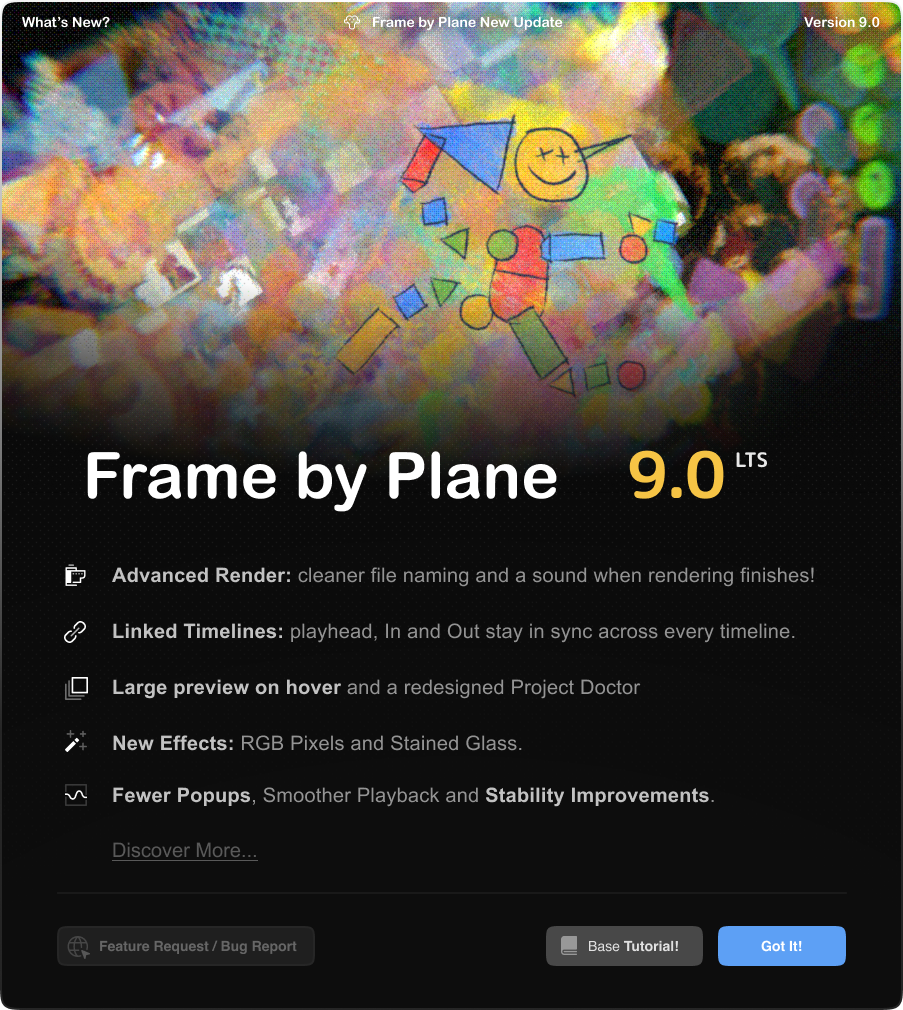 What's New?
Frame by Plane New Update
Version 9.0
Frame by Plane 9.0 LTS
Advanced Render: cleaner file naming and a sound when rendering finishes!
Linked Timelines: playhead, In and Out stay in sync across every timeline.
Large preview on hover and a redesigned Project Doctor
New Effects: RGB Pixels and Stained Glass.
Fewer Popups, Smoother Playback and Stability Improvements.
Discover More...
Feature Request / Bug Report
Base Tutorial!
Got It!